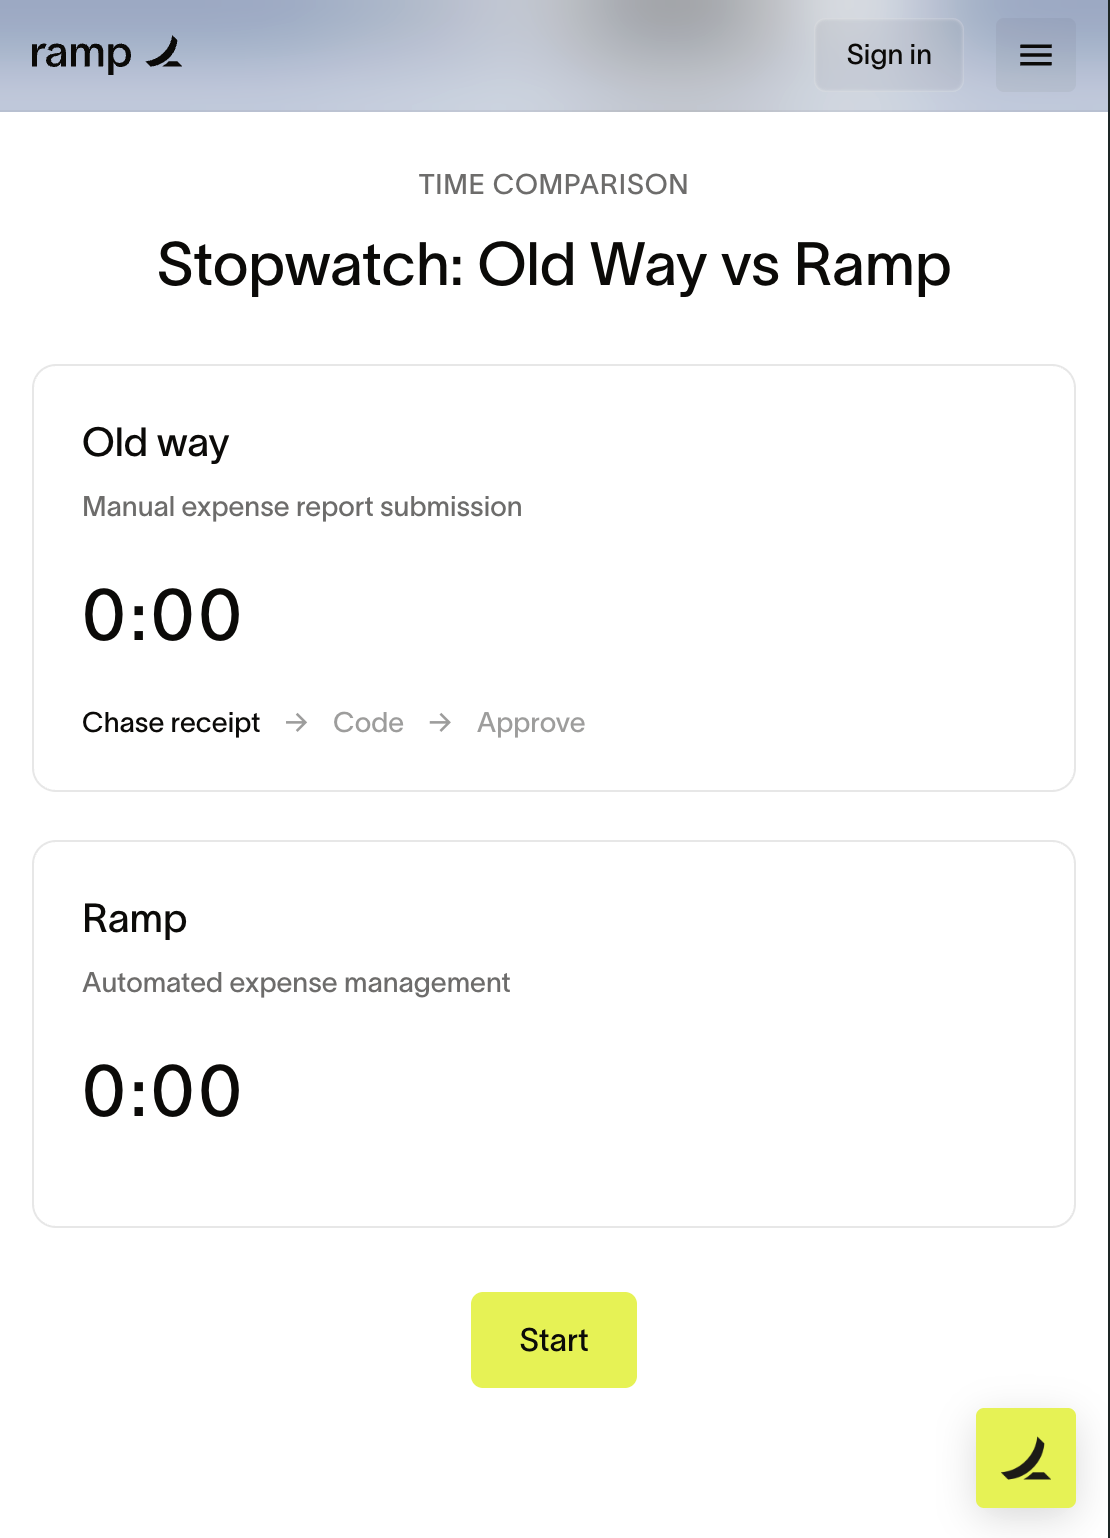 ramp
Sign in
TIME COMPARISON
Stopwatch: Old Way vs Ramp
Old way
Manual expense report submission
0:00
Chase receipt → Code → Approve
Ramp
Automated expense management
0:00
Start